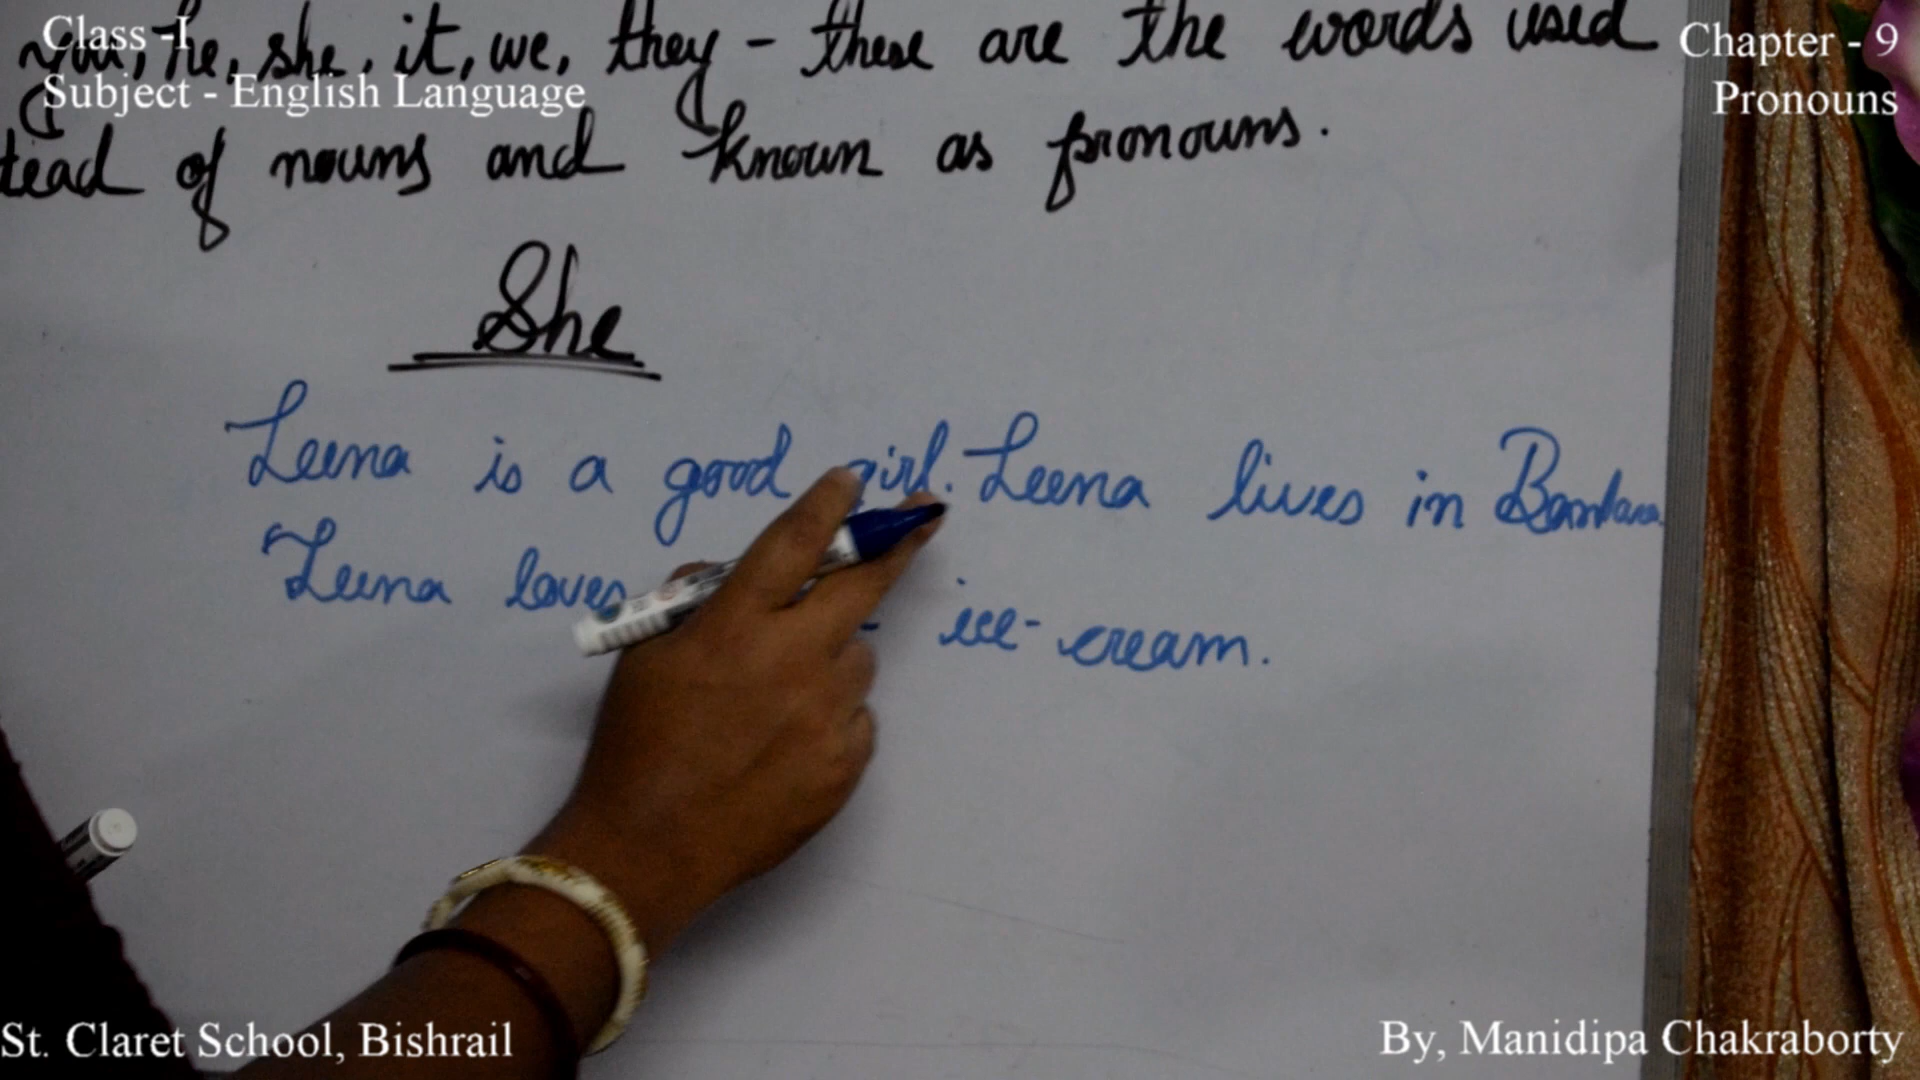 Class -I
Subject - English Language
Chapter - 9
Pronouns
you, he, she, it, we, they - these are the words used
tead of nouns and known as pronouns.
She
Leena is a good girl. Leena lives in
Leena loves ice-cream.
St. Claret School, Bishrail
By, Manidipa Chakraborty